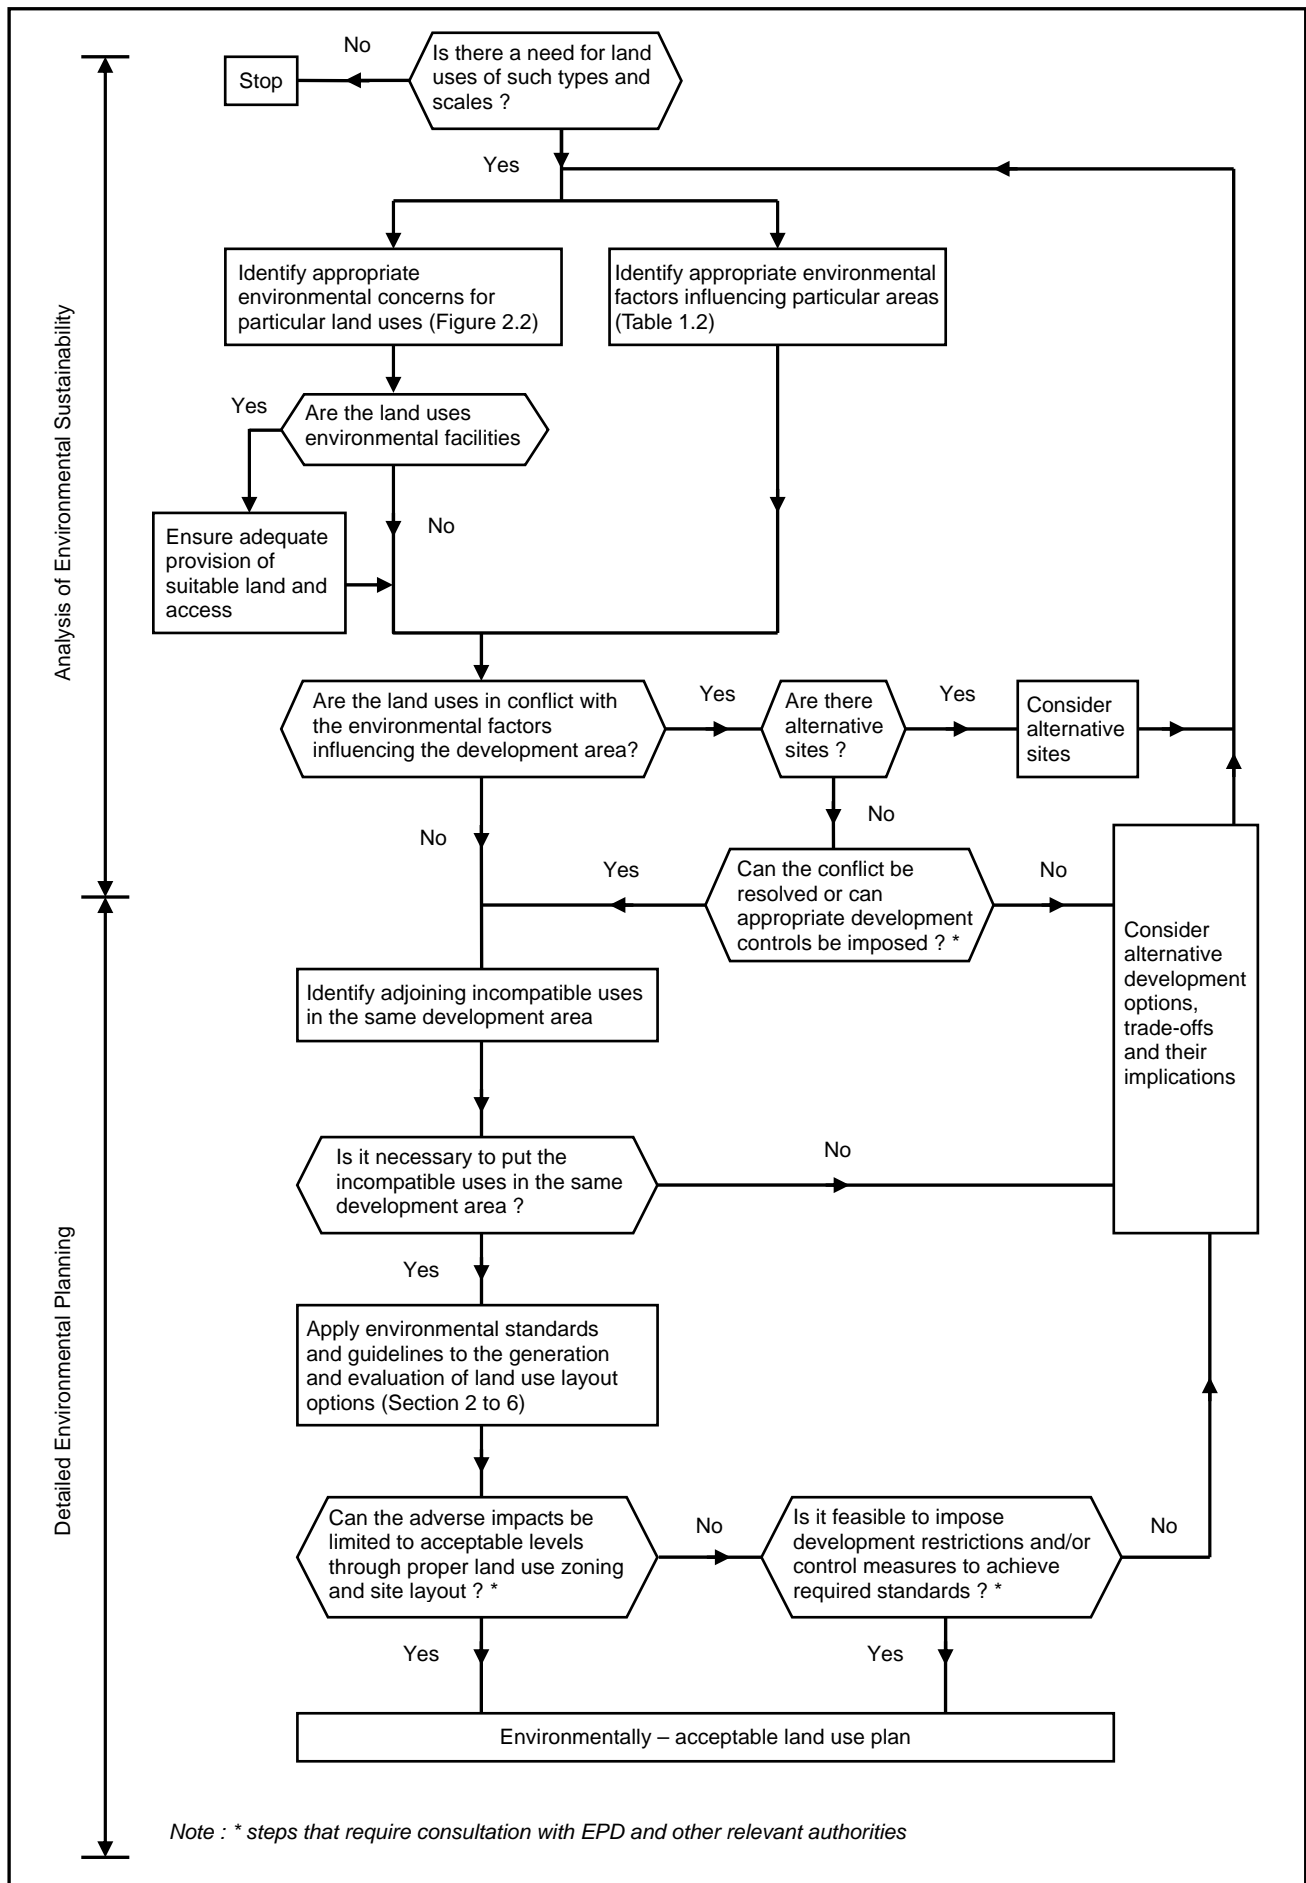 No
Is there a need for land
uses of such types and
scales ?
Stop
Yes
Identify appropriate
environmental concerns for
particular land uses (Figure 2.2)
Identify appropriate environmental
factors influencing particular areas
(Table 1.2)
Analysis of Environmental Sustainability
Yes
Are the land uses
environmental facilities
No
Ensure adequate
provision of
suitable land and
access
Are the land uses in conflict with
the environmental factors
influencing the development area?
Yes
Are there
alternative
sites ?
Yes
Consider
alternative
sites
No
No
Yes
Can the conflict be
resolved or can
appropriate development
controls be imposed ? *
No
Consider
alternative
development
options,
trade-offs
and their
implications
Identify adjoining incompatible uses
in the same development area
Is it necessary to put the
incompatible uses in the same
development area ?
No
Detailed Environmental Planning
Yes
Apply environmental standards
and guidelines to the generation
and evaluation of land use layout
options (Section 2 to 6)
Can the adverse impacts be
limited to acceptable levels
through proper land use zoning
and site layout ? *
No
Is it feasible to impose
development restrictions and/or
control measures to achieve
required standards ? *
No
Yes
Yes
Environmentally – acceptable land use plan
Note : * steps that require consultation with EPD and other relevant authorities